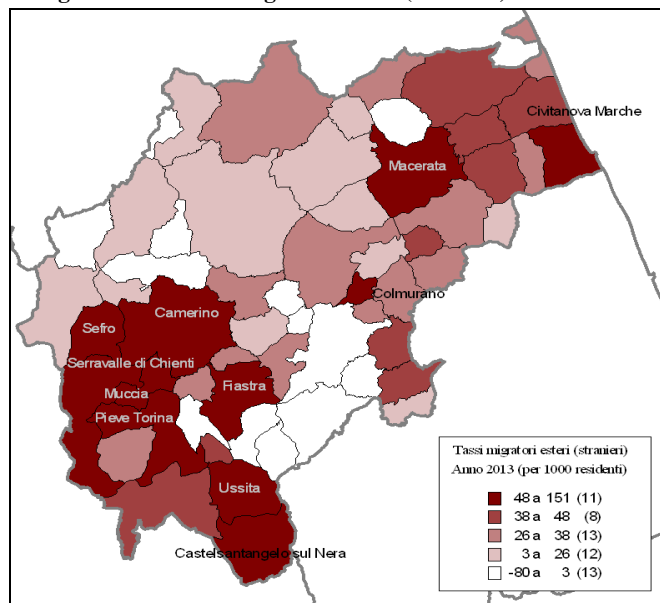 Civitanova Marche
Macerata
Colmurano
Camerino
Sefro
Serravalle di Chienti
Fiastra
Muccia
Pieve Torina
Ussita
Castelsantangelo sul Nera
Tassi migratori esteri (stranieri)
Anno 2013 (per 1000 residenti)
48 a 151 (11)
38 a 48 (8)
26 a 38 (13)
3 a 26 (12)
-80 a 3 (13)